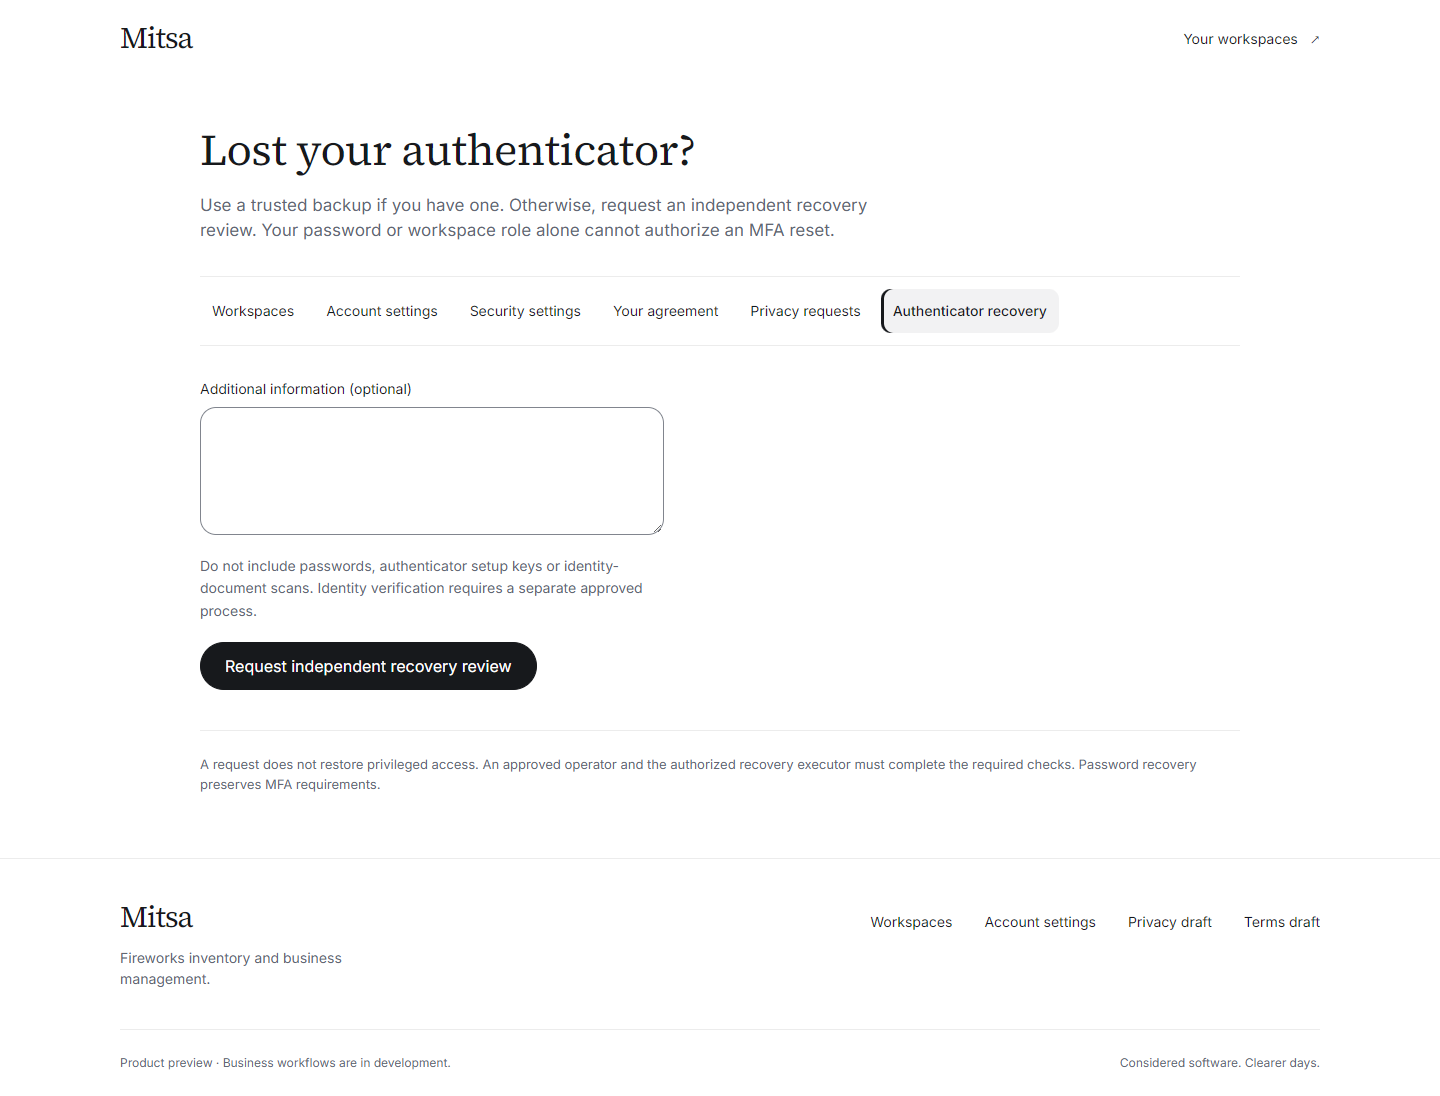 Mitsa
Your workspaces ↗
Lost your authenticator?
Use a trusted backup if you have one. Otherwise, request an independent recovery
review. Your password or workspace role alone cannot authorize an MFA reset.
Workspaces
Account settings
Security settings
Your agreement
Privacy requests
Authenticator recovery
Additional information (optional)
Do not include passwords, authenticator setup keys or identity-
document scans. Identity verification requires a separate approved
process.
Request independent recovery review
A request does not restore privileged access. An approved operator and the authorized recovery executor must complete the required checks. Password recovery
preserves MFA requirements.
Mitsa
Fireworks inventory and business
management.
Workspaces
Account settings
Privacy draft
Terms draft
Product preview · Business workflows are in development.
Considered software. Clearer days.